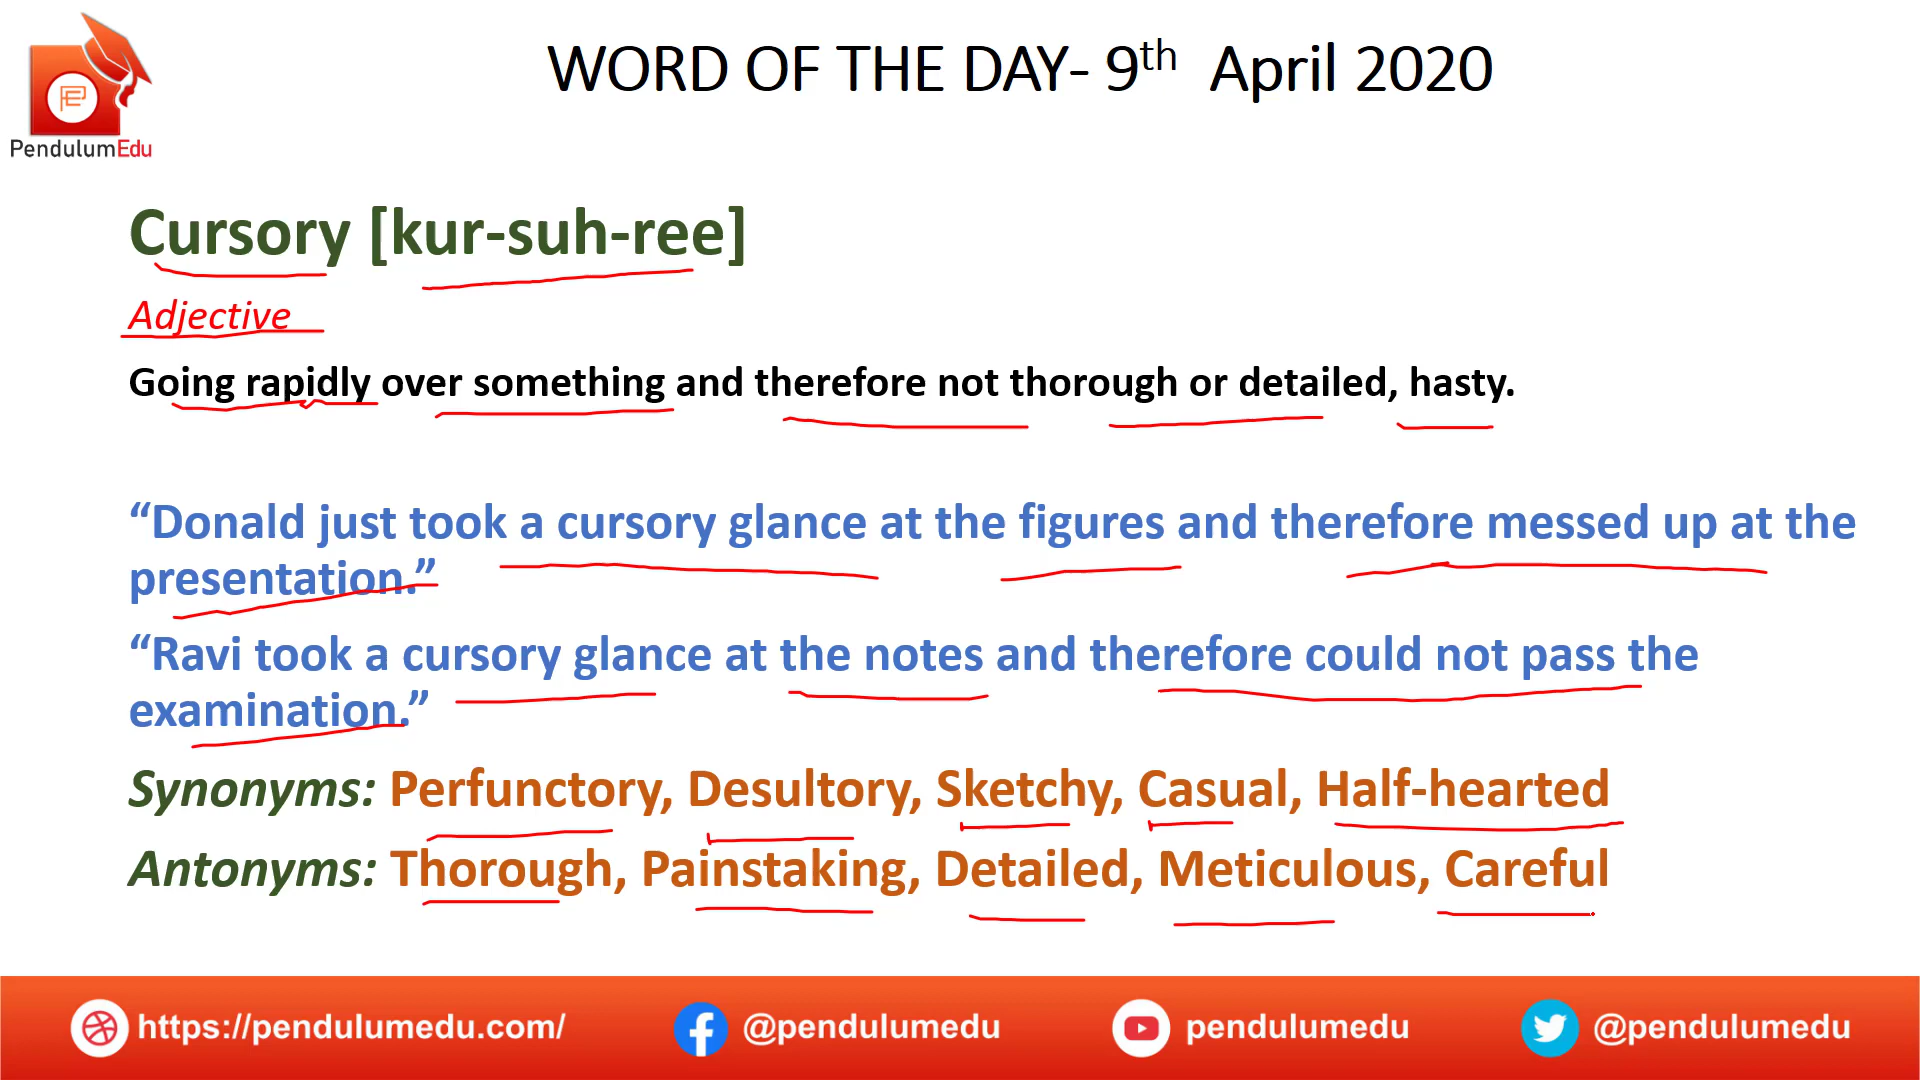 WORD OF THE DAY- 9th April 2020
PE
PendulumEdu
Cursory [kur-suh-ree]
Adjective
Going rapidly over something and therefore not thorough or detailed, hasty.
“Donald just took a cursory glance at the figures and therefore messed up at the
presentation.”
“Ravi took a cursory glance at the notes and therefore could not pass the
examination.”
Synonyms: Perfunctory, Desultory, Sketchy, Casual, Half-hearted
Antonyms: Thorough, Painstaking, Detailed, Meticulous, Careful
https://pendulumedu.com/ @pendulumedu pendulumedu @pendulumedu